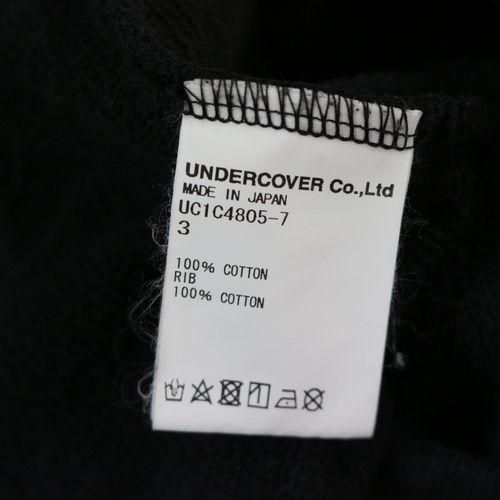 UNDERCOVER Co.,Ltd
MADE IN JAPAN
UC1C4805-7
3
100% COTTON
RIB
100% COTTON